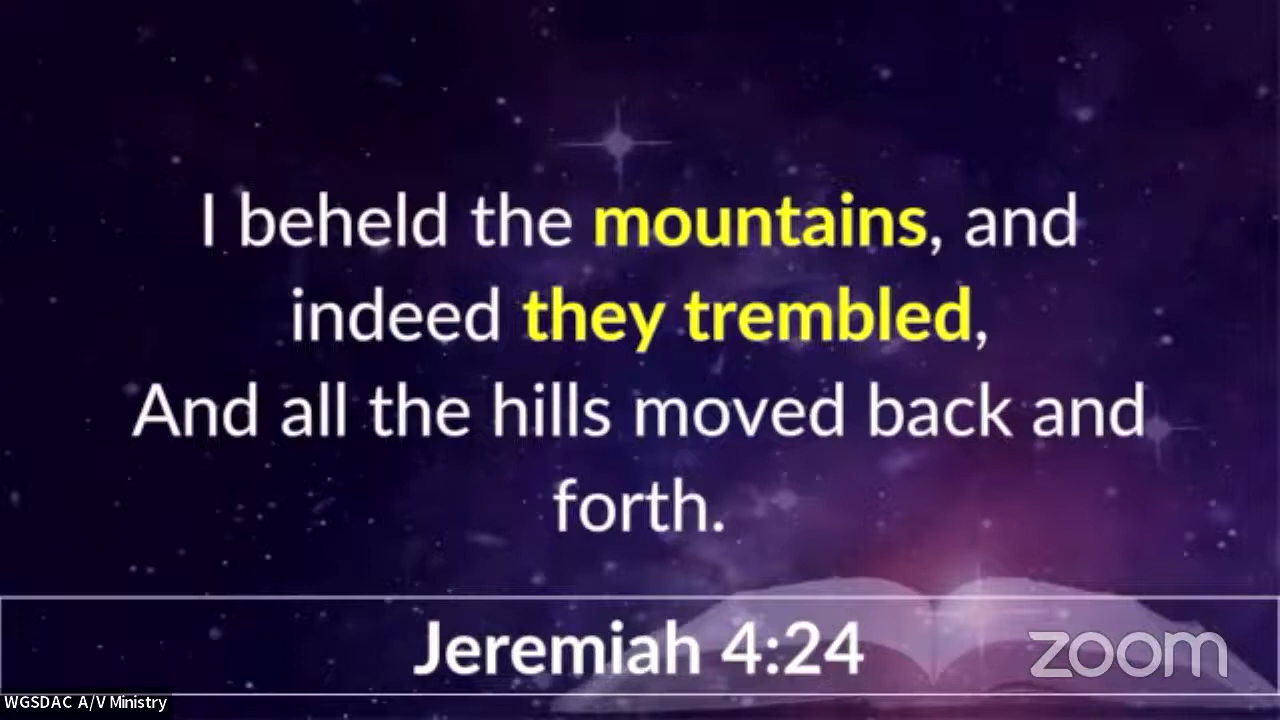 I beheld the mountains, and
indeed they trembled,
And all the hills moved back and
forth.
Jeremiah 4:24
zoom
WGSDAC A/V Ministry